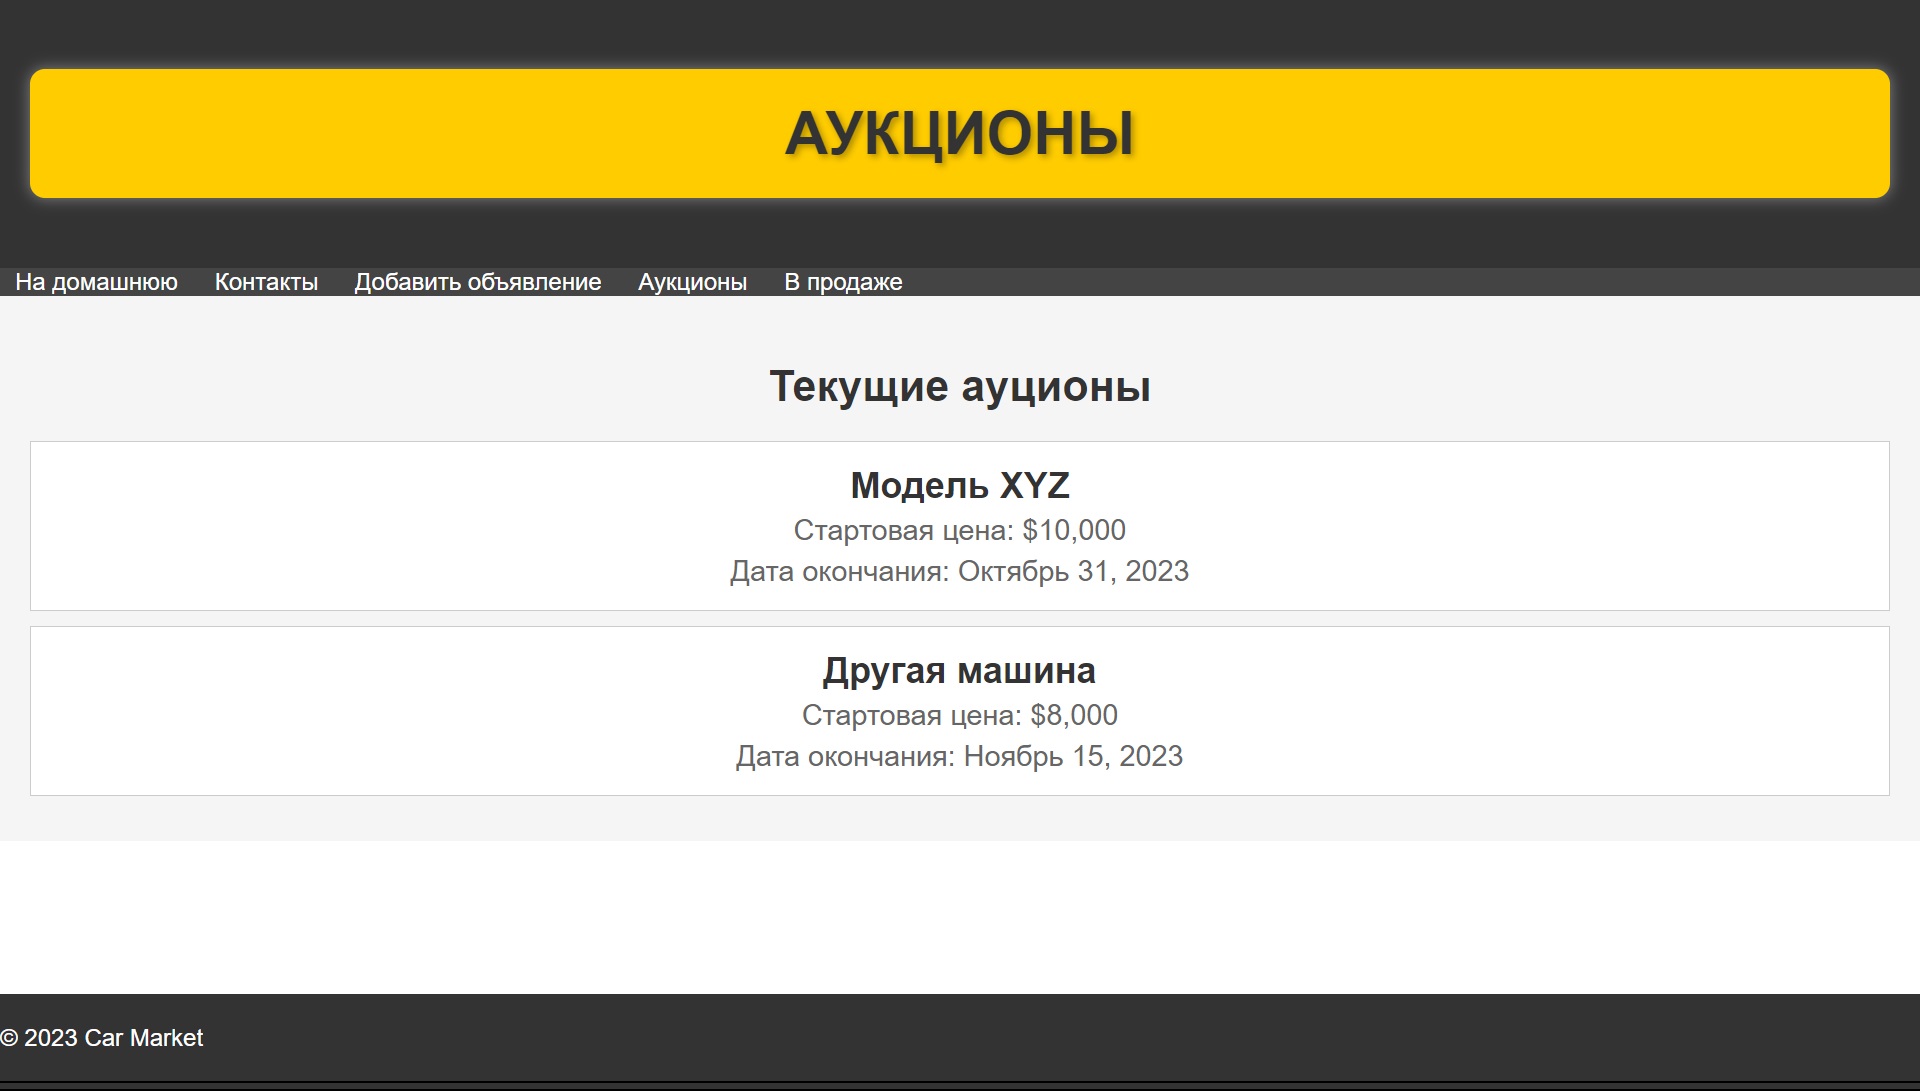 АУКЦИОНЫ
На домашнюю Контакты Добавить объявление Аукционы В продаже
Текущие ауционы
Модель XYZ
Стартовая цена: $10,000
Дата окончания: Октябрь 31, 2023
Другая машина
Стартовая цена: $8,000
Дата окончания: Ноябрь 15, 2023
© 2023 Car Market